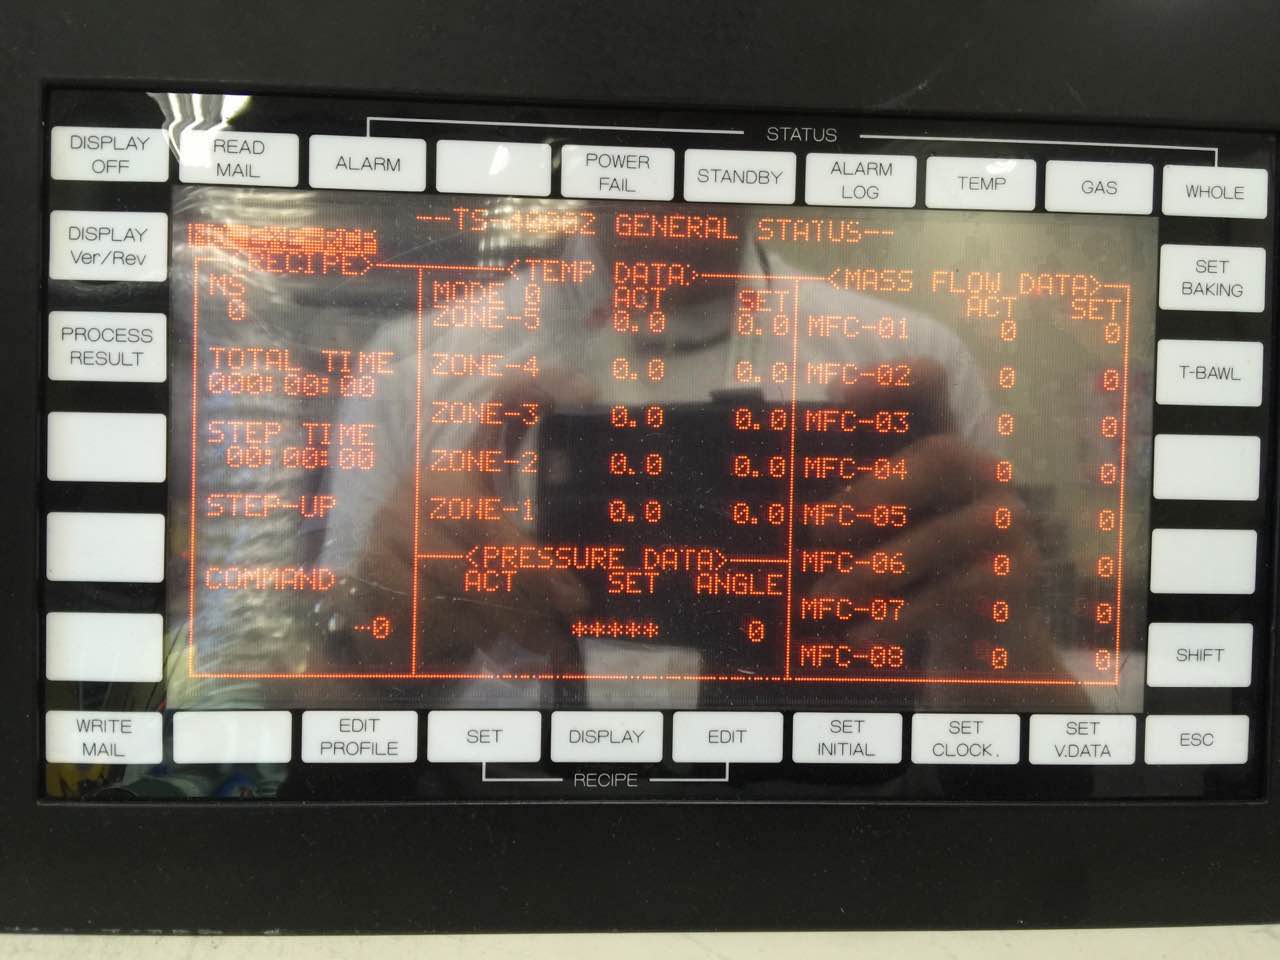 STATUS
DISPLAY OFF
READ MAIL
ALARM
POWER FAIL
STANDBY
ALARM LOG
TEMP
GAS
WHOLE
DISPLAY Ver/Rev
PROCESS RESULT
SET BAKING
T-BAWL
SHIFT
--TS-40002 GENERAL STATUS--
<RECIPE>
NS
0
TOTAL TIME
000:00:00
STEP TIME
00:00:00
STEP-UP
COMMAND
-0
<TEMP DATA>
MODE 0 ACT SET
ZONE-5 0.0 0.0
ZONE-4 0.0 0.0
ZONE-3 0.0 0.0
ZONE-2 0.0 0.0
ZONE-1 0.0 0.0
<PRESSURE DATA>
ACT SET ANGLE
***** 0
<MASS FLOW DATA>
ACT SET
MFC-01 0 0
MFC-02 0 0
MFC-03 0 0
MFC-04 0 0
MFC-05 0 0
MFC-06 0 0
MFC-07 0 0
MFC-08 0 0
WRITE MAIL
EDIT PROFILE
SET
DISPLAY
EDIT
SET INITIAL
SET CLOCK.
SET V.DATA
ESC
RECIPE